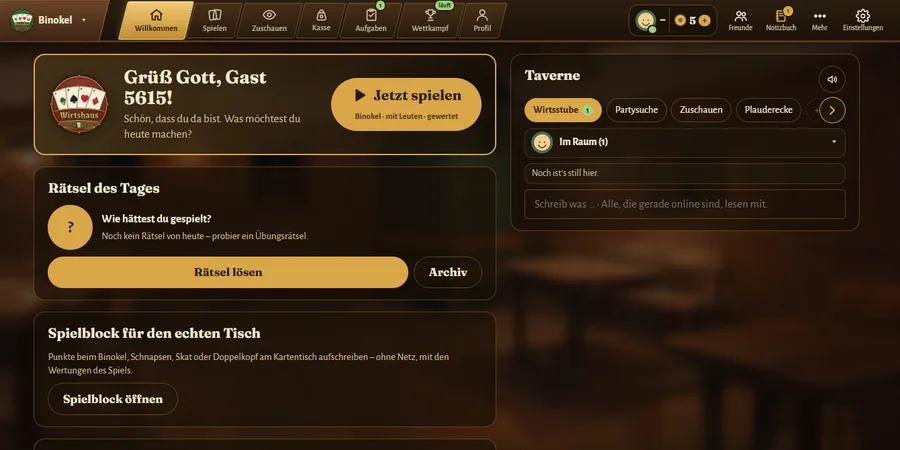 Binokel
Willkommen
Spielen
Zuschauen
Kasse
1
Aufgaben
läuft
Wettkampf
Profil
–
5
+
Freunde
1
Notizbuch
Mehr
Einstellungen
Wirtshaus
Grüß Gott, Gast
5615!
Schön, dass du da bist. Was möchtest du
heute machen?
Jetzt spielen
Binokel · mit Leuten · gewertet
Rätsel des Tages
?
Wie hättest du gespielt?
Noch kein Rätsel von heute – probier ein Übungsrätsel.
Rätsel lösen
Archiv
Spielblock für den echten Tisch
Punkte beim Binokel, Schnapsen, Skat oder Doppelkopf am Kartentisch aufschreiben – ohne Netz, mit den
Wertungen des Spiels.
Spielblock öffnen
Taverne
Wirtsstube 1
Partysuche
Zuschauen
Plauderecke
Im Raum (1)
Noch ist's still hier.
Schreib was … · Alle, die gerade online sind, lesen mit.